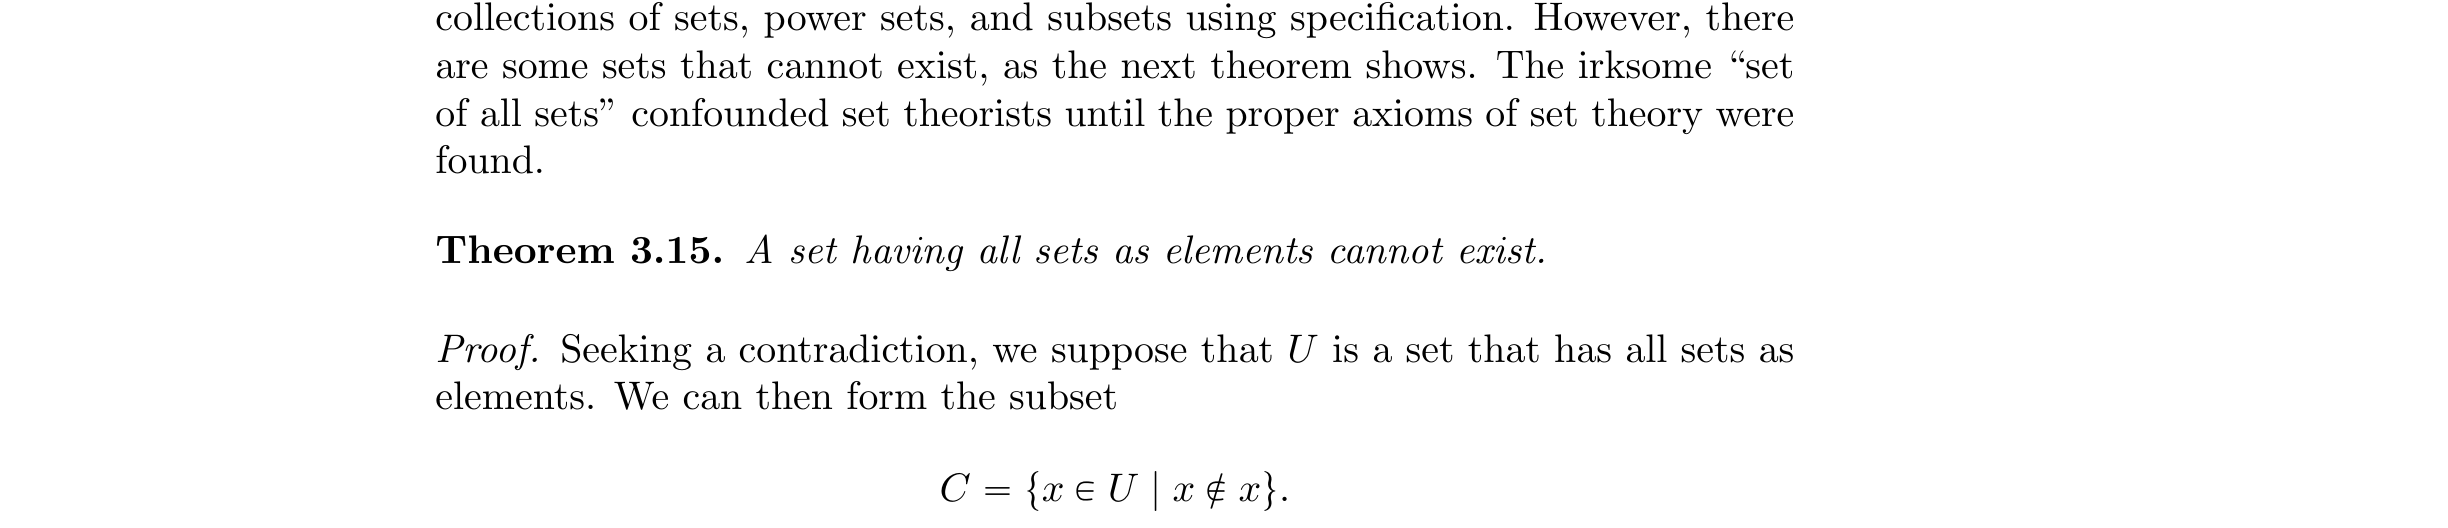 collections of sets, power sets, and subsets using specification. However, there
are some sets that cannot exist, as the next theorem shows. The irksome “set
of all sets” confounded set theorists until the proper axioms of set theory were
found.
Theorem 3.15. A set having all sets as elements cannot exist.
Proof. Seeking a contradiction, we suppose that U is a set that has all sets as
elements. We can then form the subset
C = {x ∈ U | x ∉ x}.